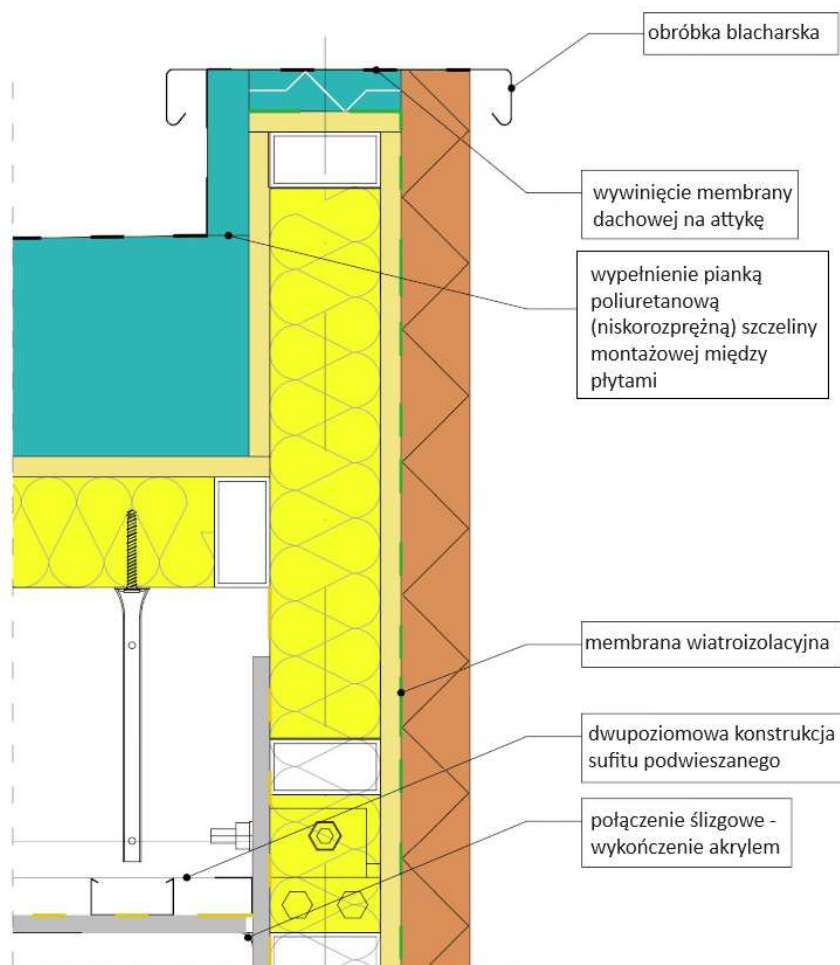 obróbka blacharska
wywinięcie membrany
dachowej na attykę
wypełnienie pianką
poliuretanową
(niskorozprężną) szczeliny
montażowej między
płytami
membrana wiatroizolacyjna
dwupoziomowa konstrukcja
sufitu podwieszanego
połączenie ślizgowe -
wykończenie akrylem